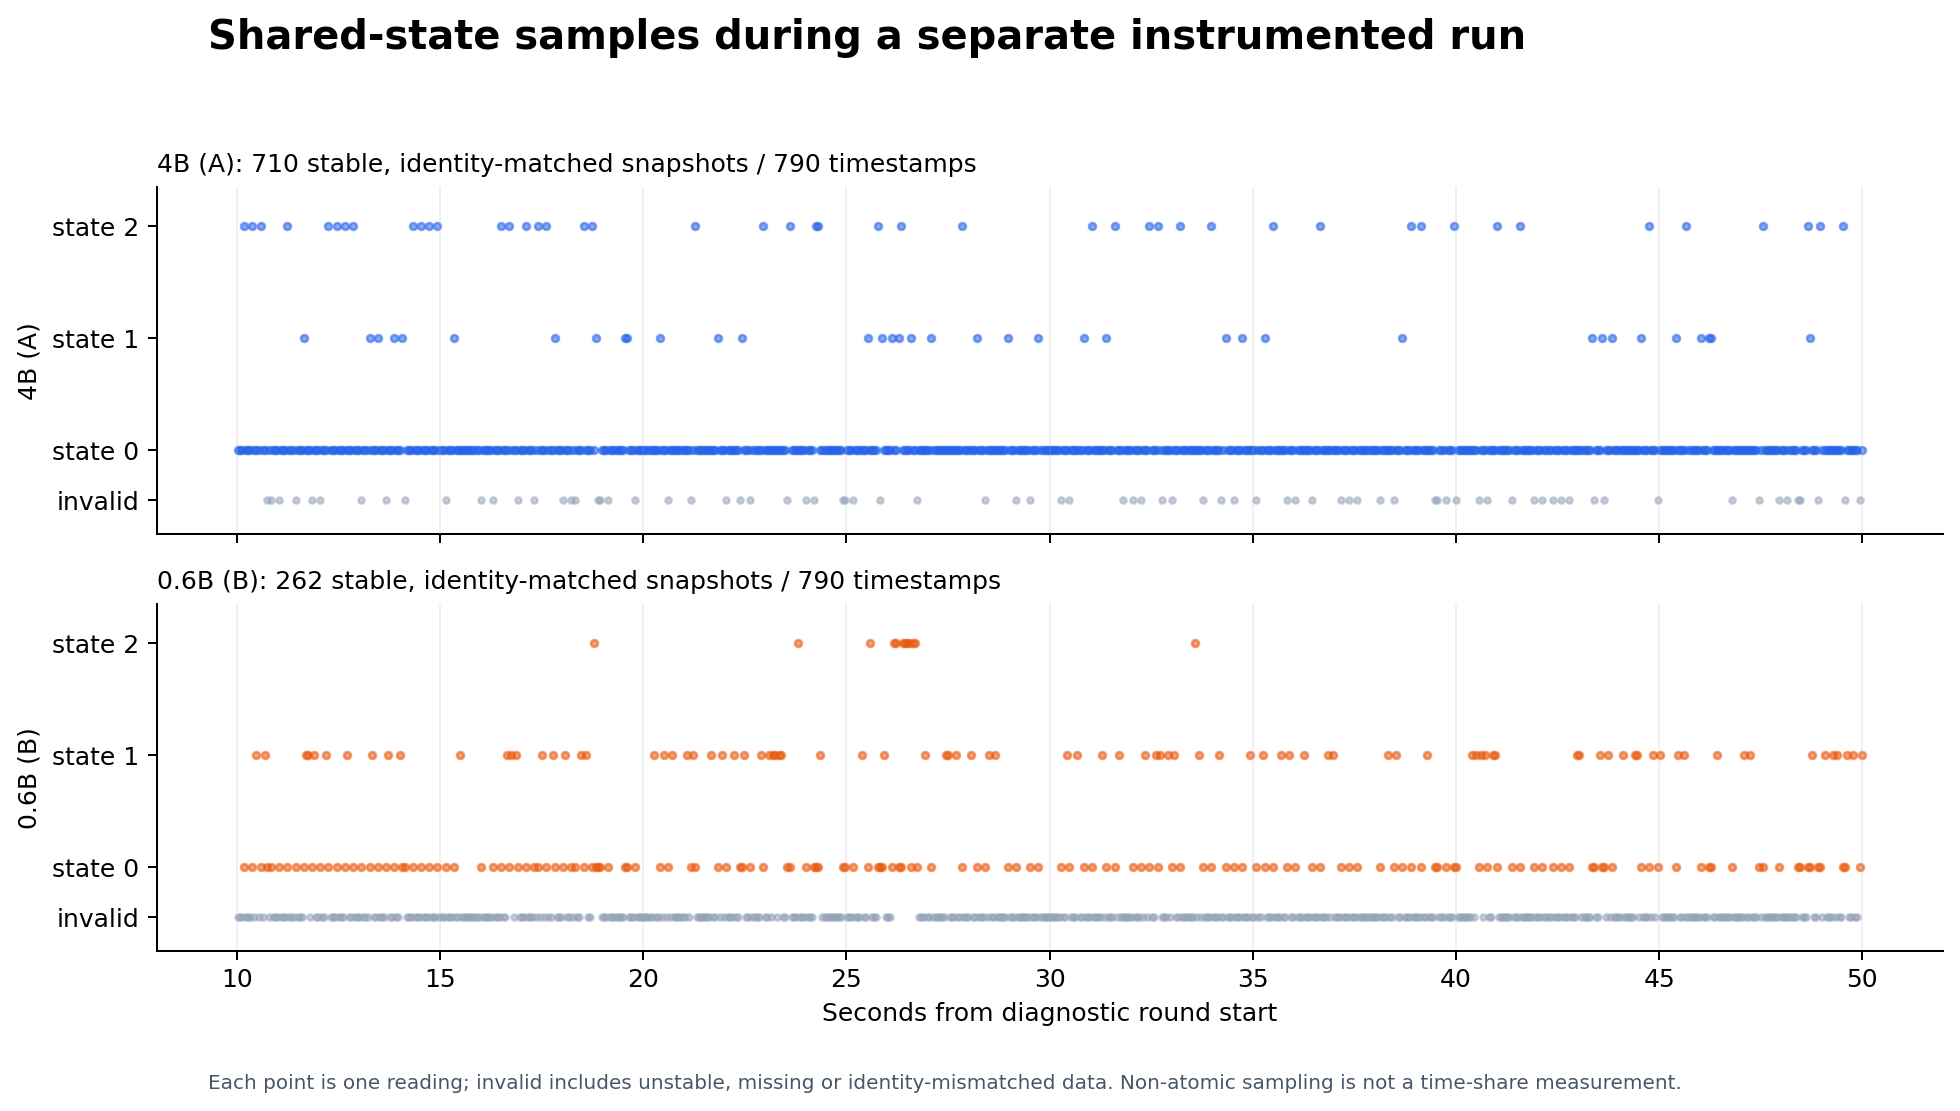 Shared-state samples during a separate instrumented run
4B (A): 710 stable, identity-matched snapshots / 790 timestamps
4B (A)
state 2
state 1
state 0
invalid
0.6B (B): 262 stable, identity-matched snapshots / 790 timestamps
0.6B (B)
state 2
state 1
state 0
invalid
10 15 20 25 30 35 40 45 50
Seconds from diagnostic round start
Each point is one reading; invalid includes unstable, missing or identity-mismatched data. Non-atomic sampling is not a time-share measurement.